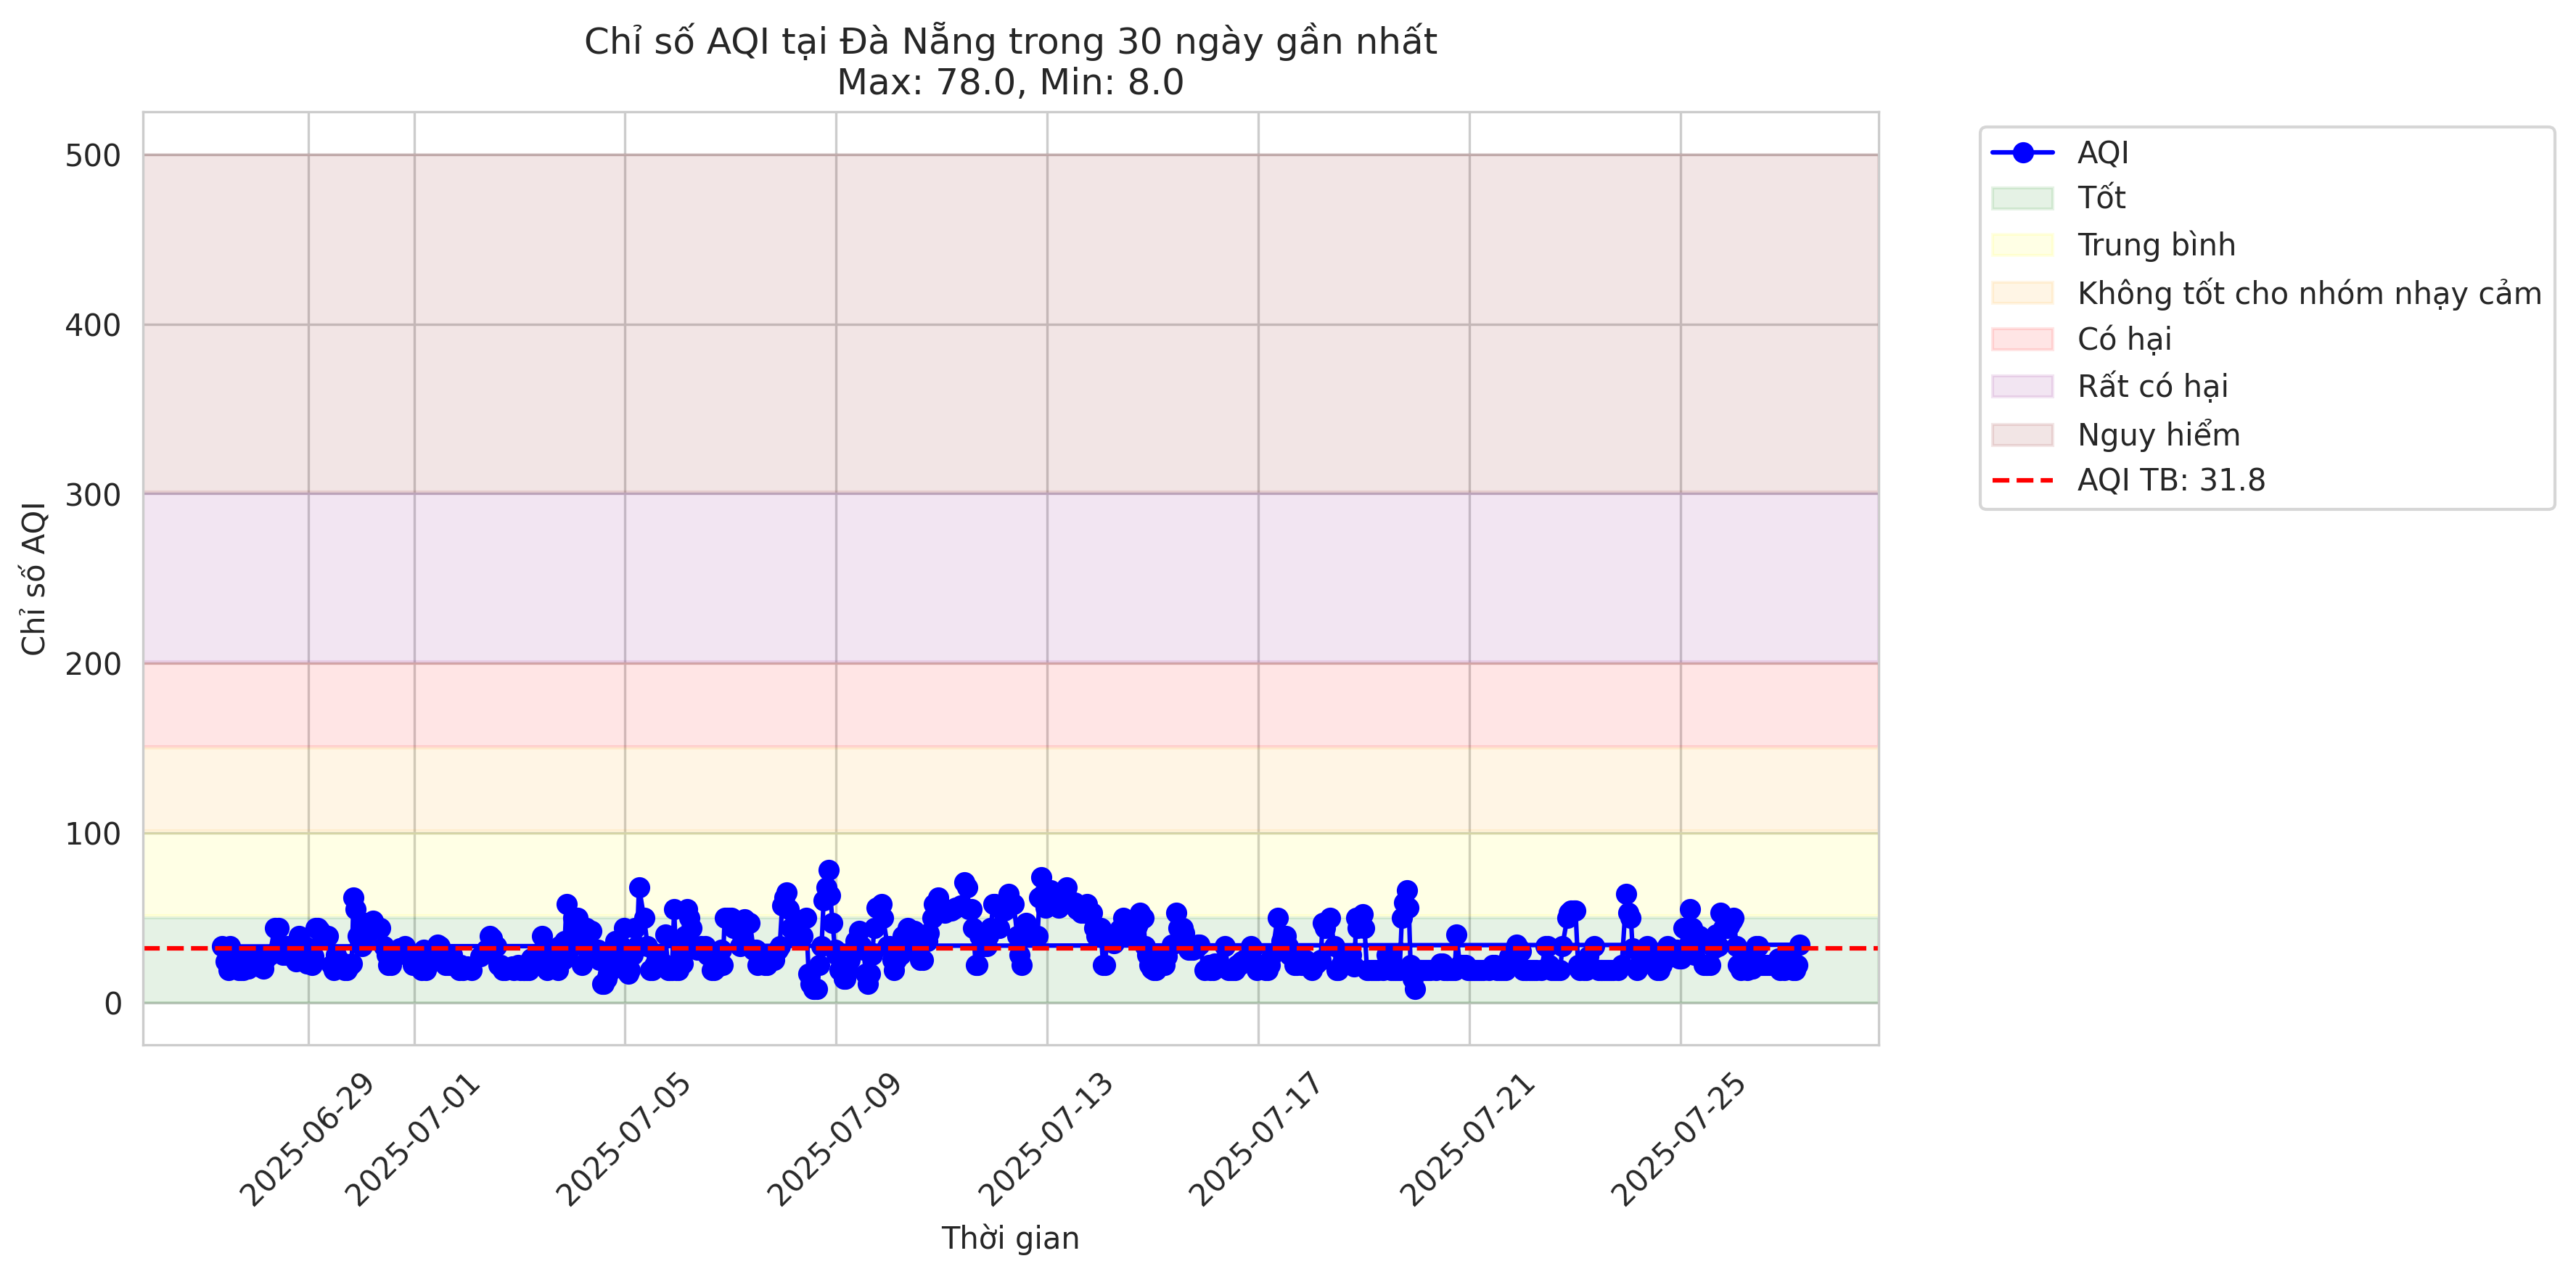 Chỉ số AQI tại Đà Nẵng trong 30 ngày gần nhất
Max: 78.0, Min: 8.0
Chỉ số AQI
500
400
300
200
100
0
2025-06-29
2025-07-01
2025-07-05
2025-07-09
2025-07-13
2025-07-17
2025-07-21
2025-07-25
Thời gian
AQI
Tốt
Trung bình
Không tốt cho nhóm nhạy cảm
Có hại
Rất có hại
Nguy hiểm
AQI TB: 31.8